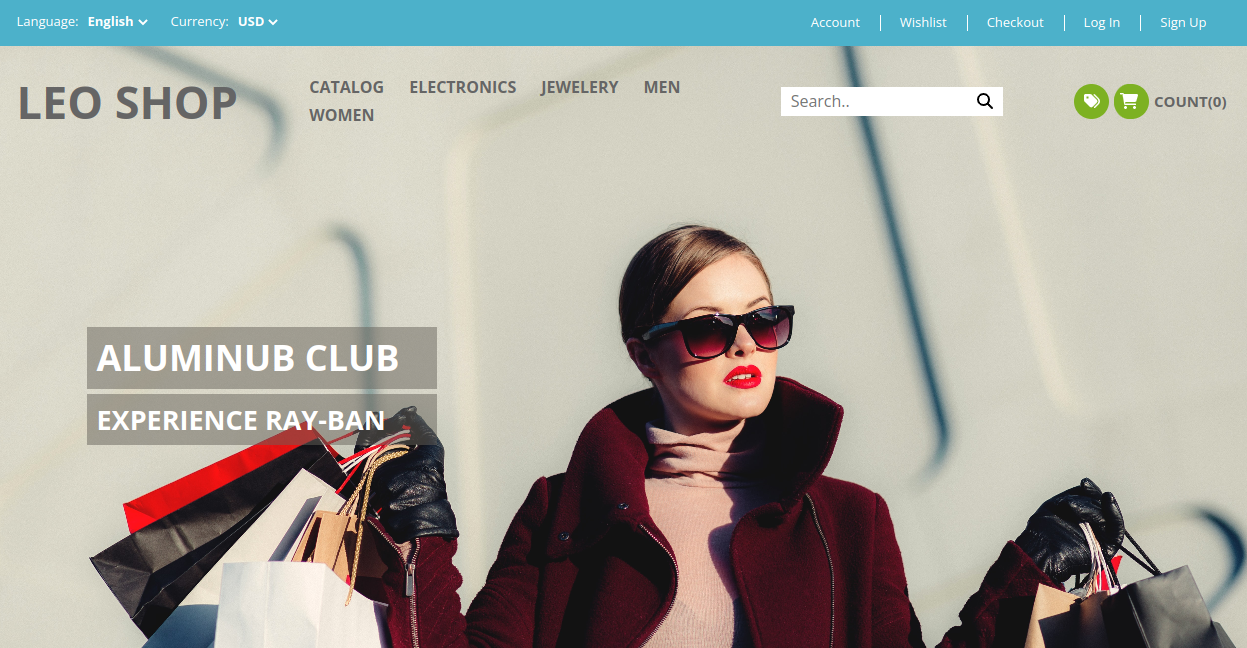 Language: English Currency: USD Account Wishlist Checkout Log In Sign Up
LEO SHOP
CATALOG ELECTRONICS JEWELERY MEN
WOMEN
Search..
COUNT(0)
ALUMINUB CLUB
EXPERIENCE RAY-BAN